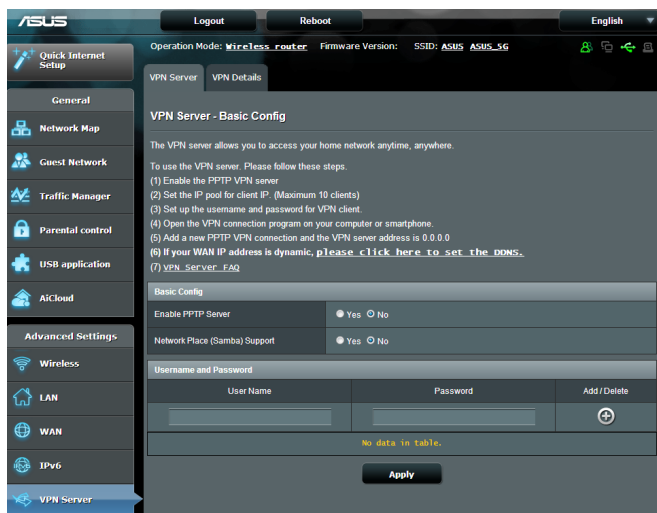 ASUS
Logout
Reboot
English
Quick Internet Setup
Operation Mode: Wireless router Firmware Version: SSID: ASUS ASUS_5G
VPN Server
VPN Details
General
Network Map
Guest Network
Traffic Manager
Parental control
USB application
AiCloud
Advanced Settings
Wireless
LAN
WAN
IPv6
VPN Server
VPN Server - Basic Config
The VPN server allows you to access your home network anytime, anywhere.
To use the VPN server. Please follow these steps.
(1) Enable the PPTP VPN server
(2) Set the IP pool for client IP. (Maximum 10 clients)
(3) Set up the username and password for VPN client.
(4) Open the VPN connection program on your computer or smartphone.
(5) Add a new PPTP VPN connection and the VPN server address is 0.0.0.0
(6) If your WAN IP address is dynamic, please click here to set the DDNS.
(7) VPN Server FAQ
Basic Config
Enable PPTP Server Yes No
Network Place (Samba) Support Yes No
Username and Password
User Name Password Add / Delete
No data in table.
Apply